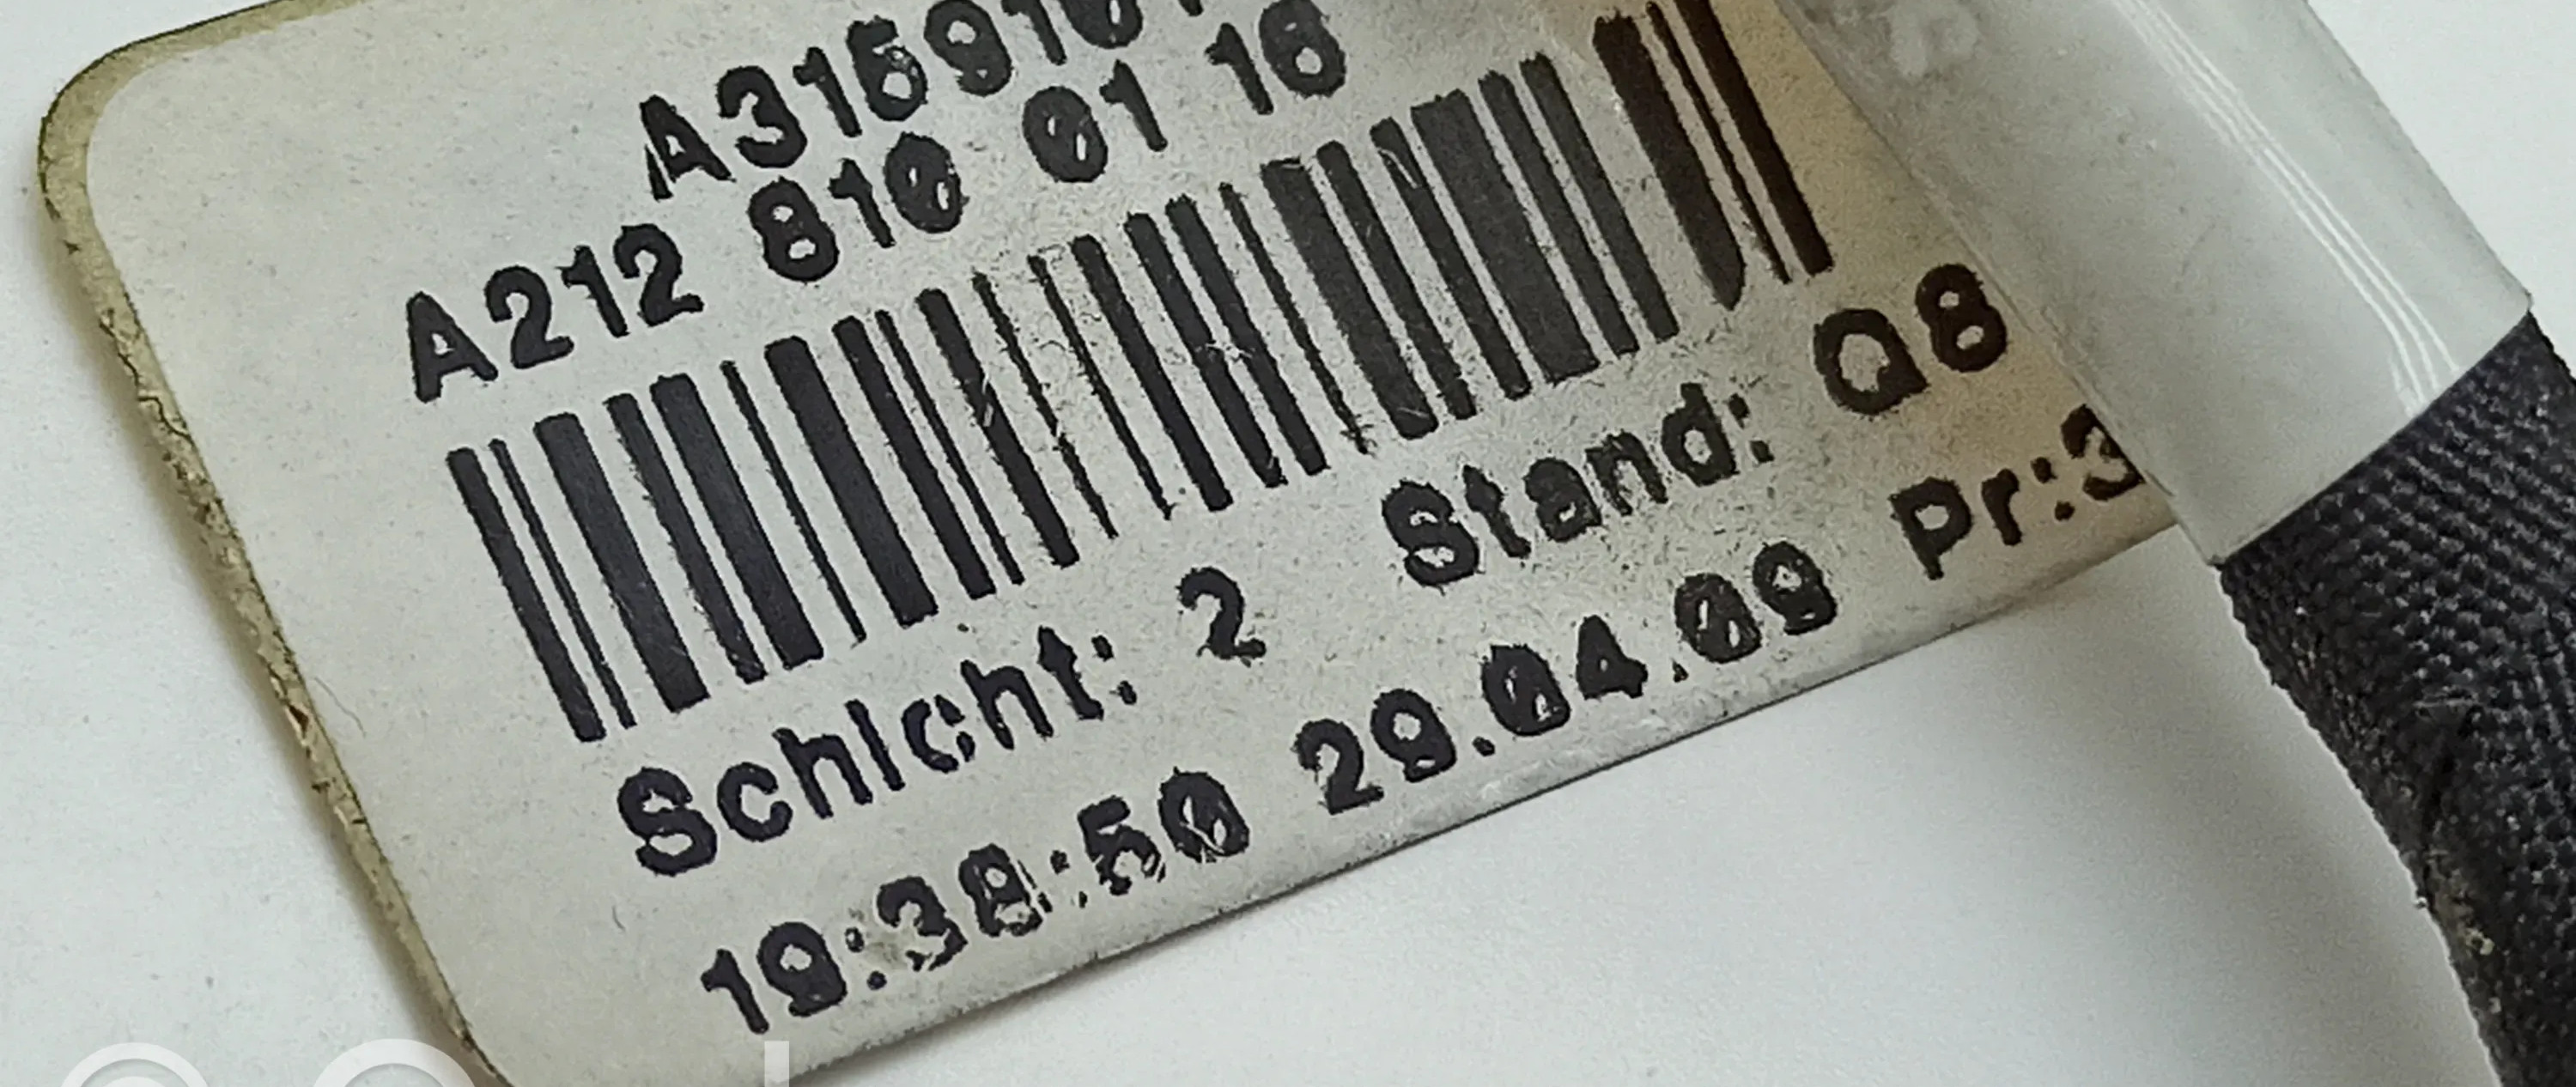 A212 810 01 16
Schicht: 2 Stand: Q8
19:38:50 29.04.09 Pr:3